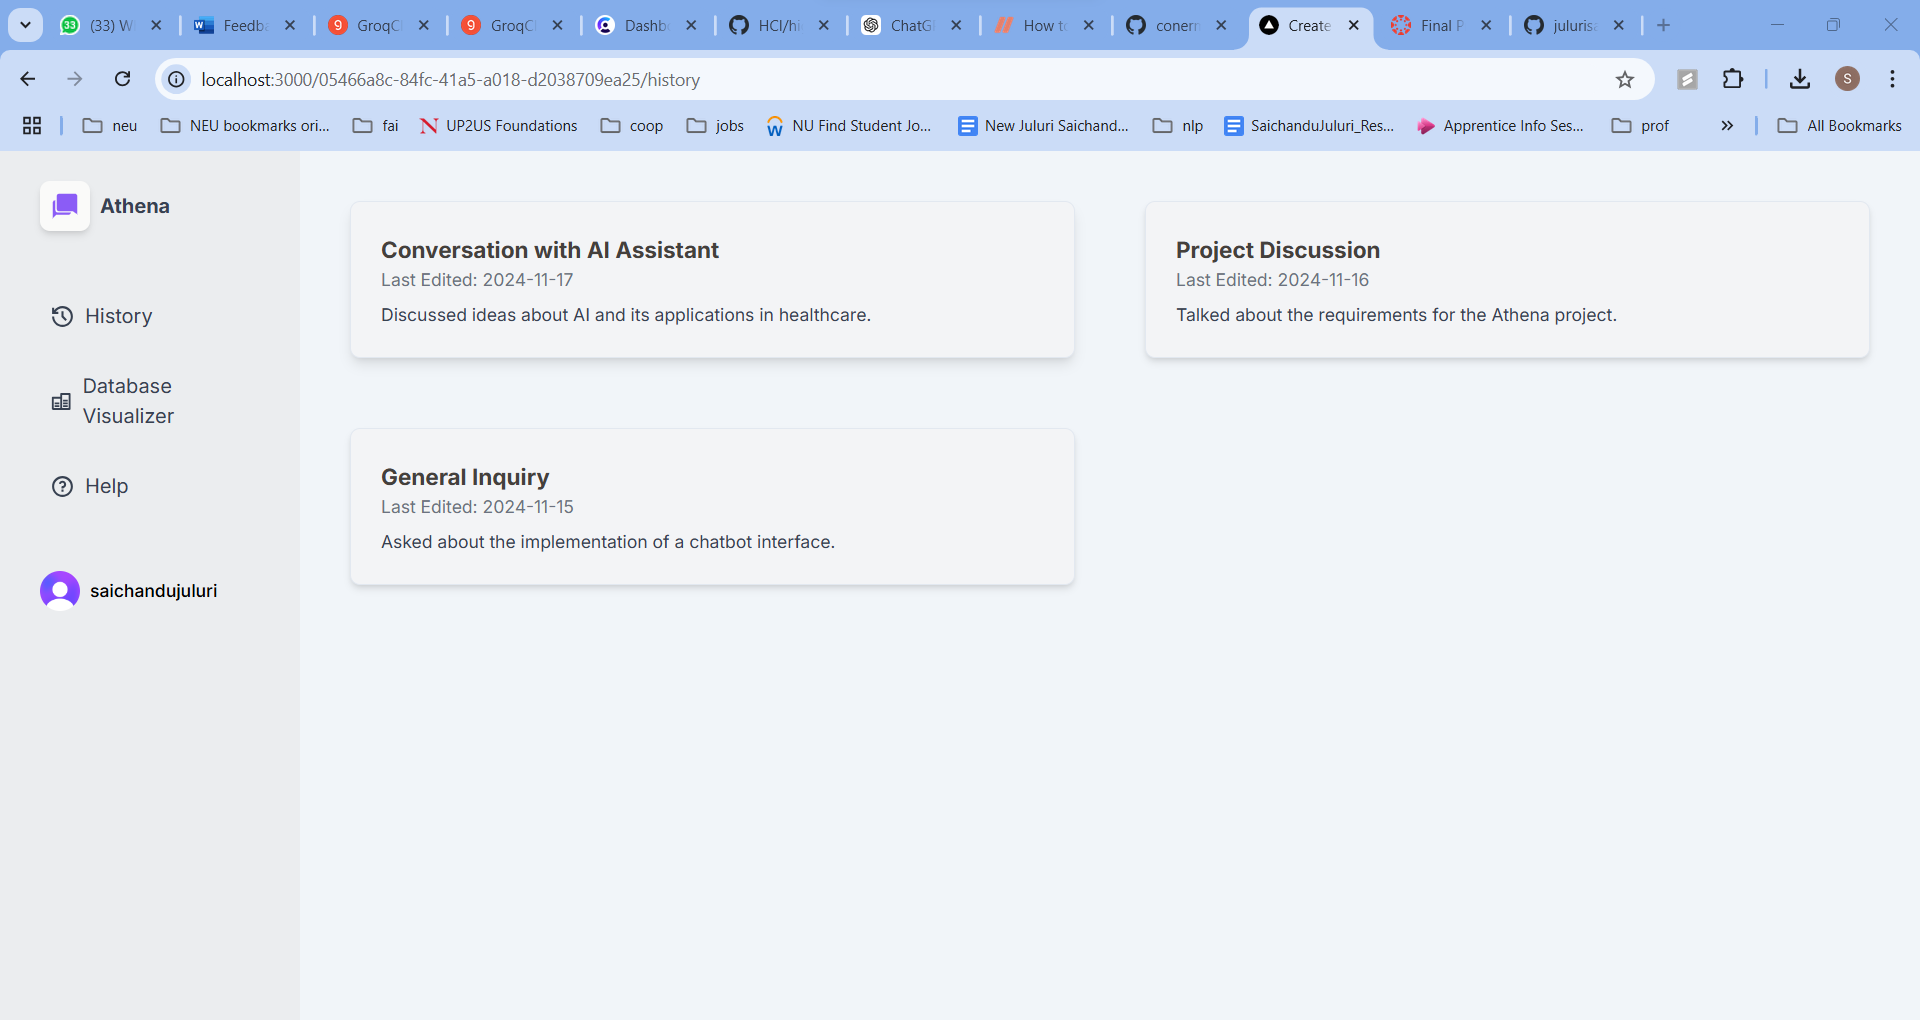 (33) W
Feedba
GroqC
GroqC
Dashb
HCI/hi
ChatG
How to
conern
Create
Final P
julurisa
localhost:3000/05466a8c-84fc-41a5-a018-d2038709ea25/history
S
neu
NEU bookmarks ori...
fai
UP2US Foundations
coop
jobs
NU Find Student Jo...
New Juluri Saichand...
nlp
SaichanduJuluri_Res...
Apprentice Info Ses...
prof
All Bookmarks
Athena
History
Database
Visualizer
Help
saichandujuluri
Conversation with AI Assistant
Last Edited: 2024-11-17
Discussed ideas about AI and its applications in healthcare.
Project Discussion
Last Edited: 2024-11-16
Talked about the requirements for the Athena project.
General Inquiry
Last Edited: 2024-11-15
Asked about the implementation of a chatbot interface.